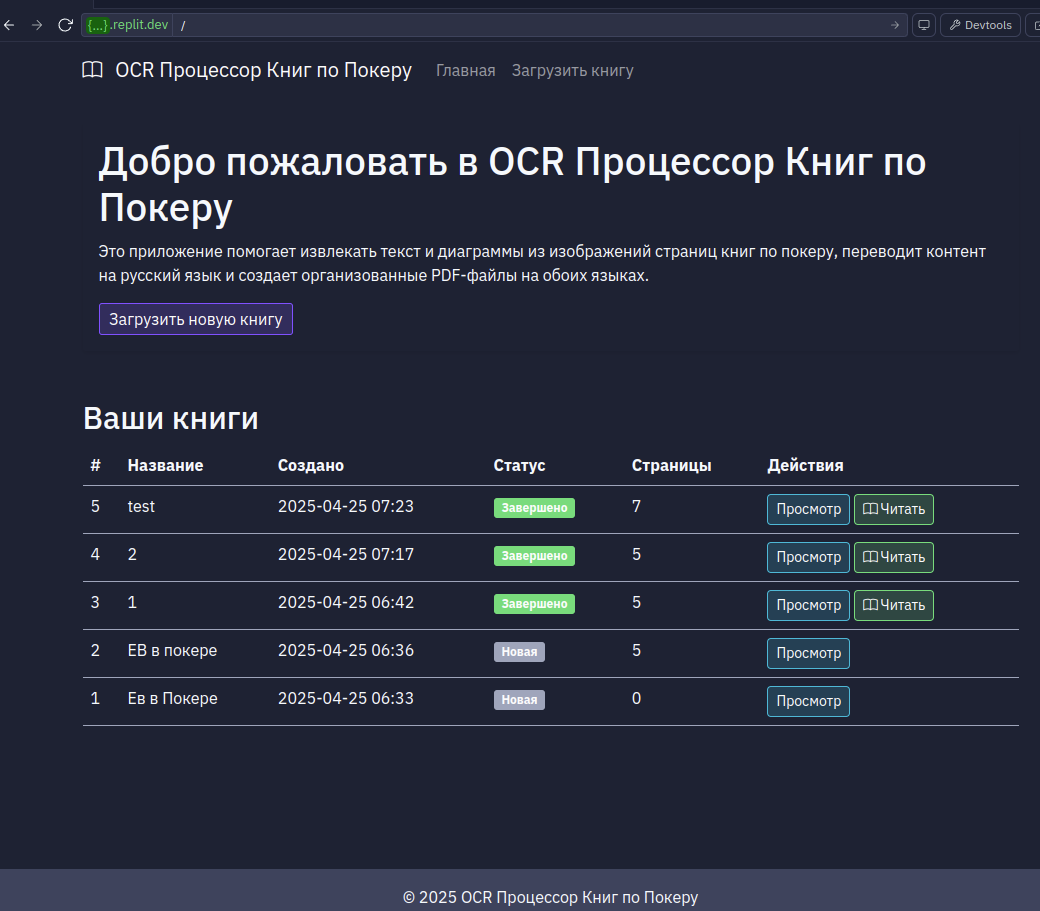 {...}.replit.dev / Devtools
OCR Процессор Книг по Покеру Главная Загрузить книгу
Добро пожаловать в OCR Процессор Книг по
Покеру
Это приложение помогает извлекать текст и диаграммы из изображений страниц книг по покеру, переводит контент
на русский язык и создает организованные PDF-файлы на обоих языках.
Загрузить новую книгу
Ваши книги
# Название Создано Статус Страницы Действия
5 test 2025-04-25 07:23 Завершено 7 Просмотр Читать
4 2 2025-04-25 07:17 Завершено 5 Просмотр Читать
3 1 2025-04-25 06:42 Завершено 5 Просмотр Читать
2 ЕВ в покере 2025-04-25 06:36 Новая 5 Просмотр
1 Ев в Покере 2025-04-25 06:33 Новая 0 Просмотр
© 2025 OCR Процессор Книг по Покеру